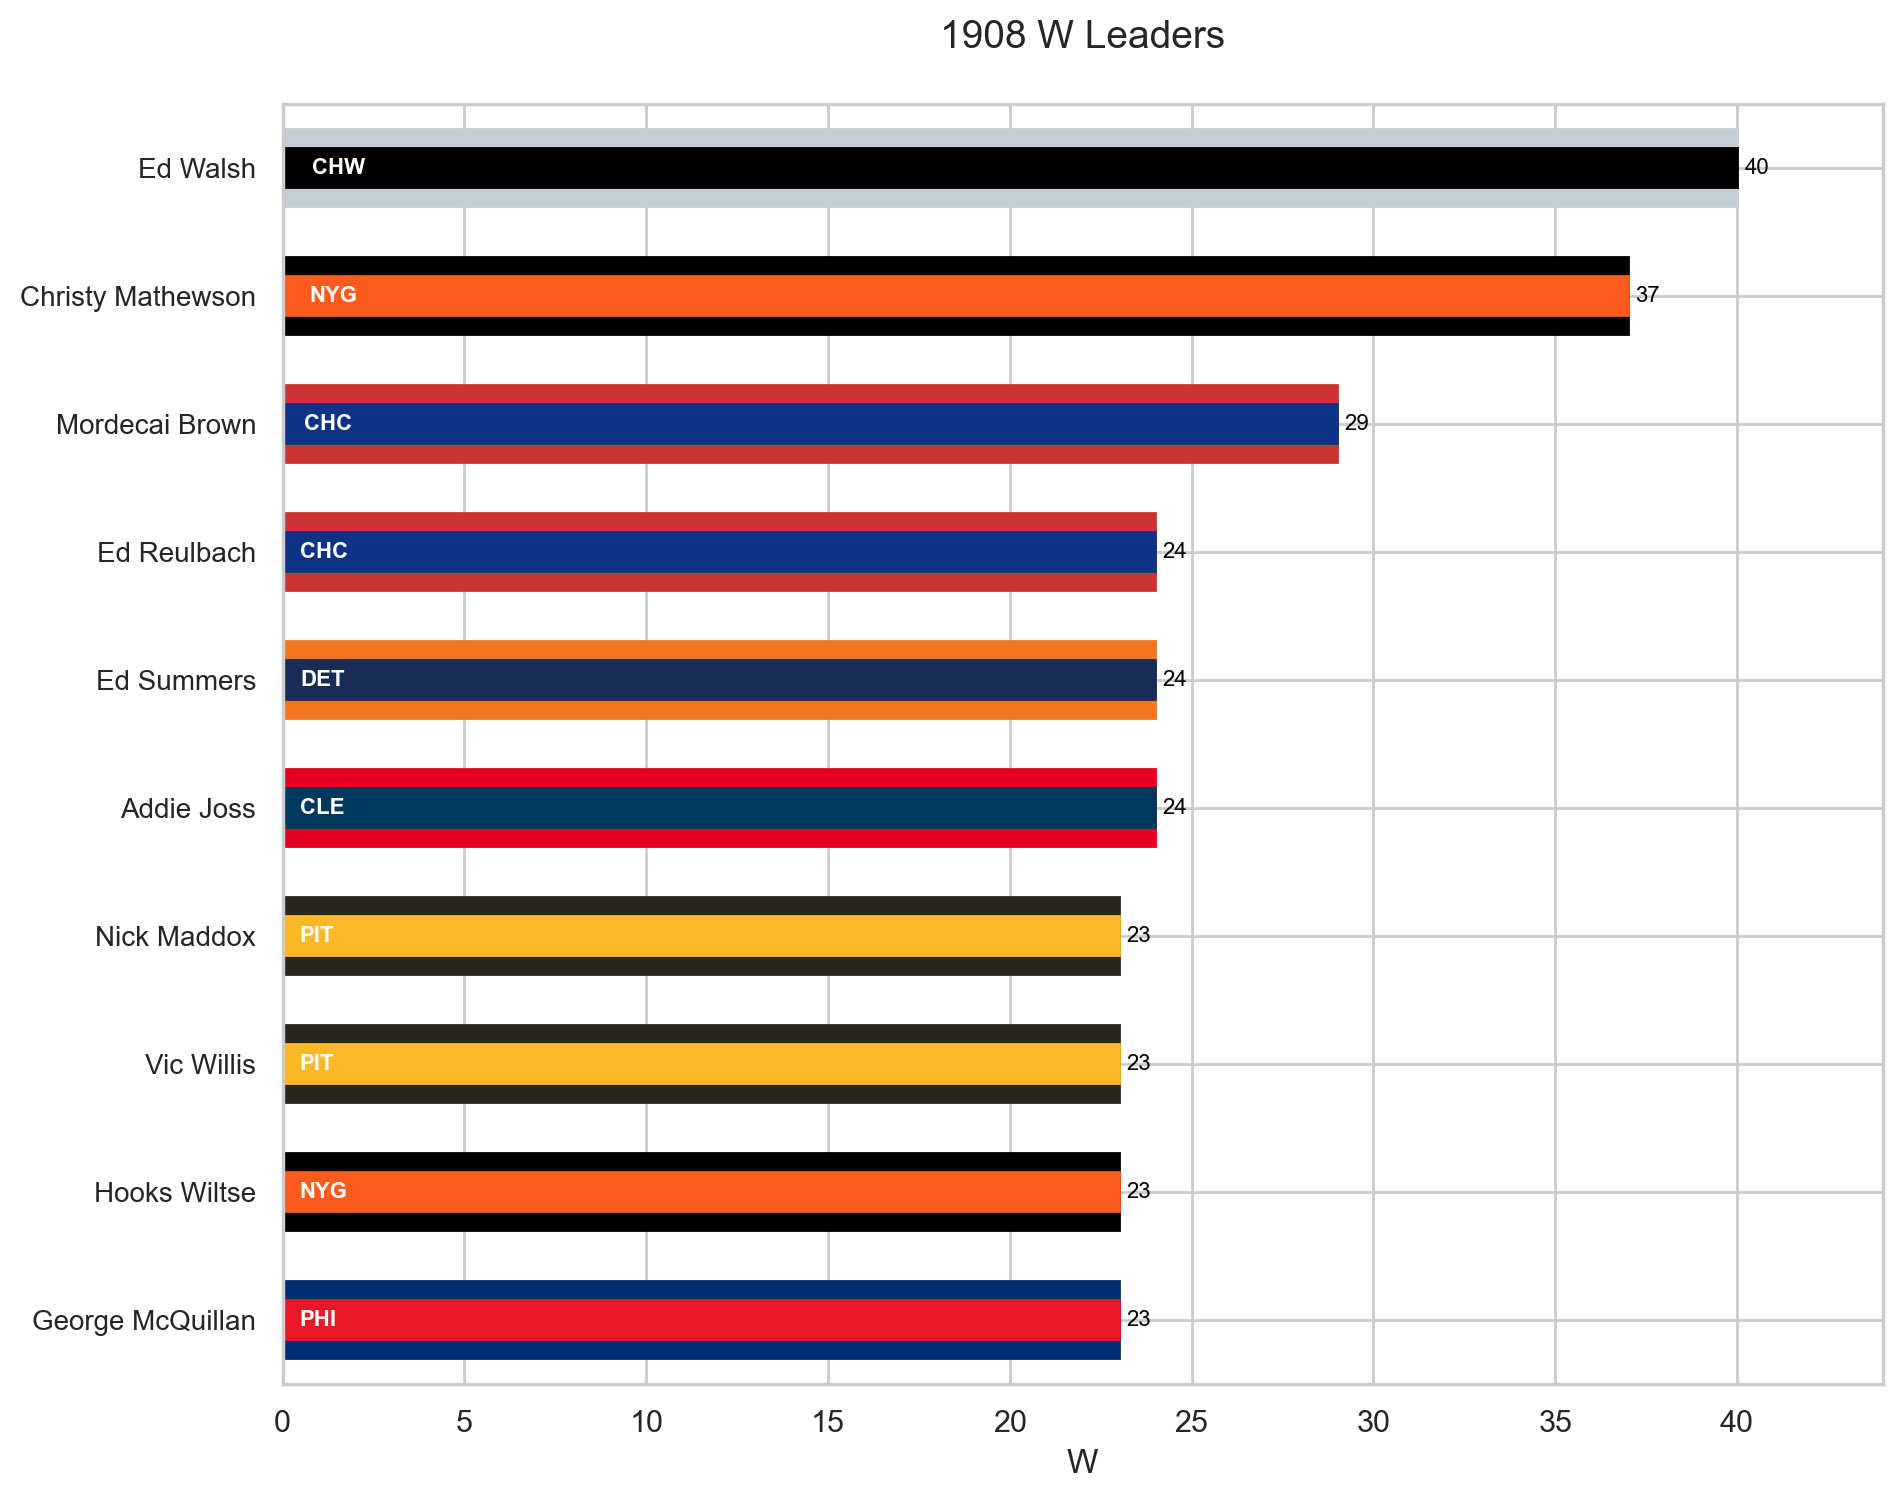 1908 W Leaders
Ed Walsh CHW 40
Christy Mathewson NYG 37
Mordecai Brown CHC 29
Ed Reulbach CHC 24
Ed Summers DET 24
Addie Joss CLE 24
Nick Maddox PIT 23
Vic Willis PIT 23
Hooks Wiltse NYG 23
George McQuillan PHI 23
0 5 10 15 20 25 30 35 40
W